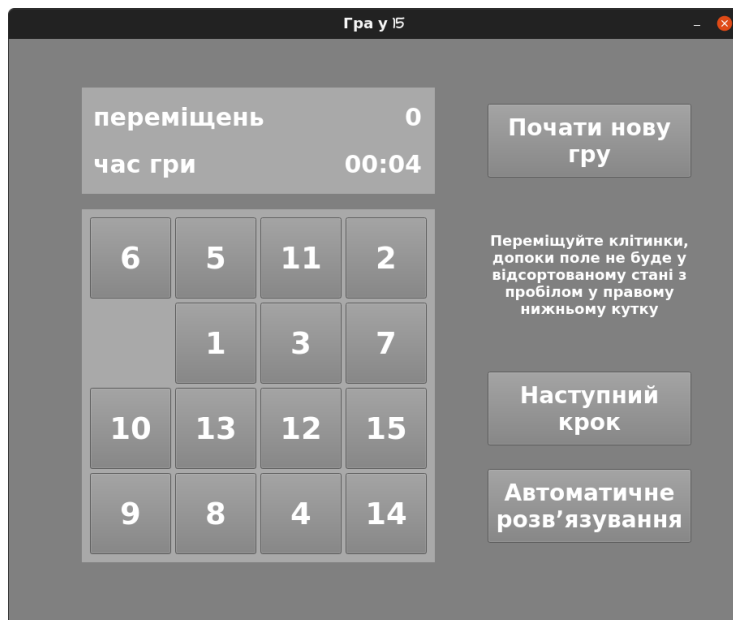 Гра у 15
переміщень 0
час гри 00:04
Почати нову
гру
Переміщуйте клітинки,
допоки поле не буде у
відсортованому стані з
пробілом у правому
нижньому кутку
6 5 11 2
1 3 7
10 13 12 15
9 8 4 14
Наступний
крок
Автоматичне
розв’язування